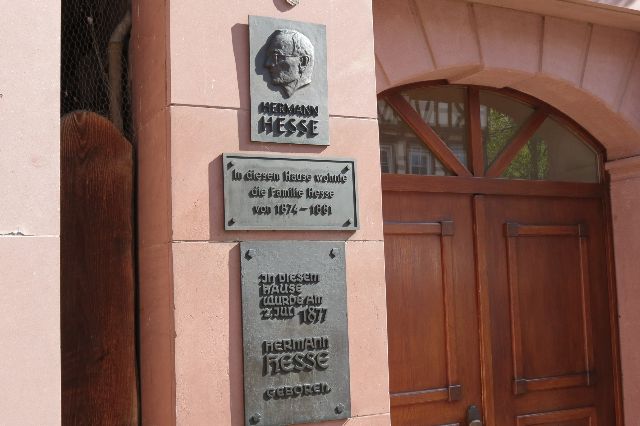 HERMANN
HESSE
In diesem Hause wohnte
die Familie Hesse
von 1874 – 1881
IN DIESEM
HAUSE
WURDE AM
2. JULI 1877
HERMANN
HESSE
GEBOREN